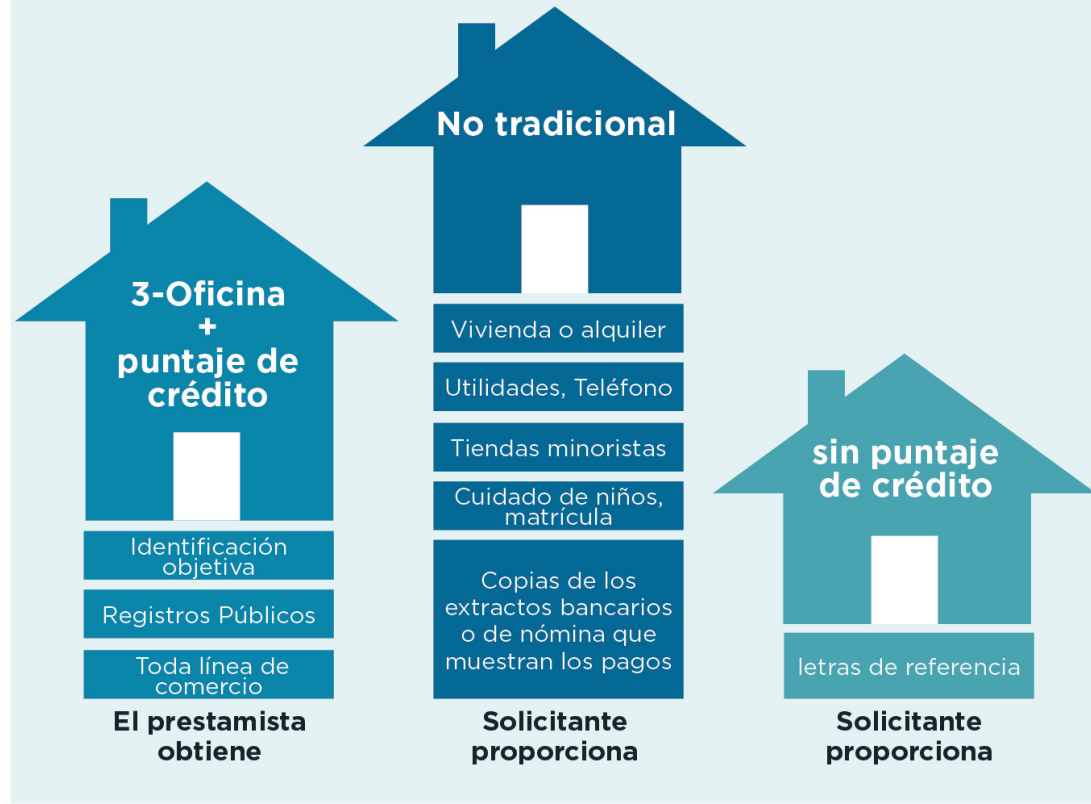 3-Oficina
+
puntaje de
crédito
Identificación
objetiva
Registros Públicos
Toda línea de
comercio
El prestamista
obtiene
No tradicional
Vivienda o alquiler
Utilidades, Teléfono
Tiendas minoristas
Cuidado de niños,
matrícula
Copias de los
extractos bancarios
o de nómina que
muestran los pagos
Solicitante
proporciona
sin puntaje
de crédito
letras de referencia
Solicitante
proporciona